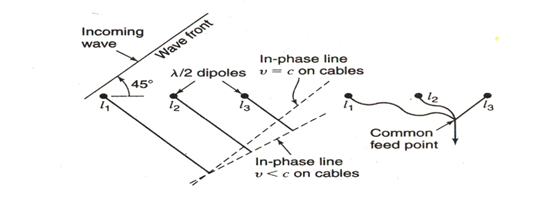 Incoming
wave
Wave front
45°
λ/2 dipoles
In-phase line
v = c on cables
l1
l2
l3
In-phase line
v < c on cables
l1
l2
l3
Common
feed point